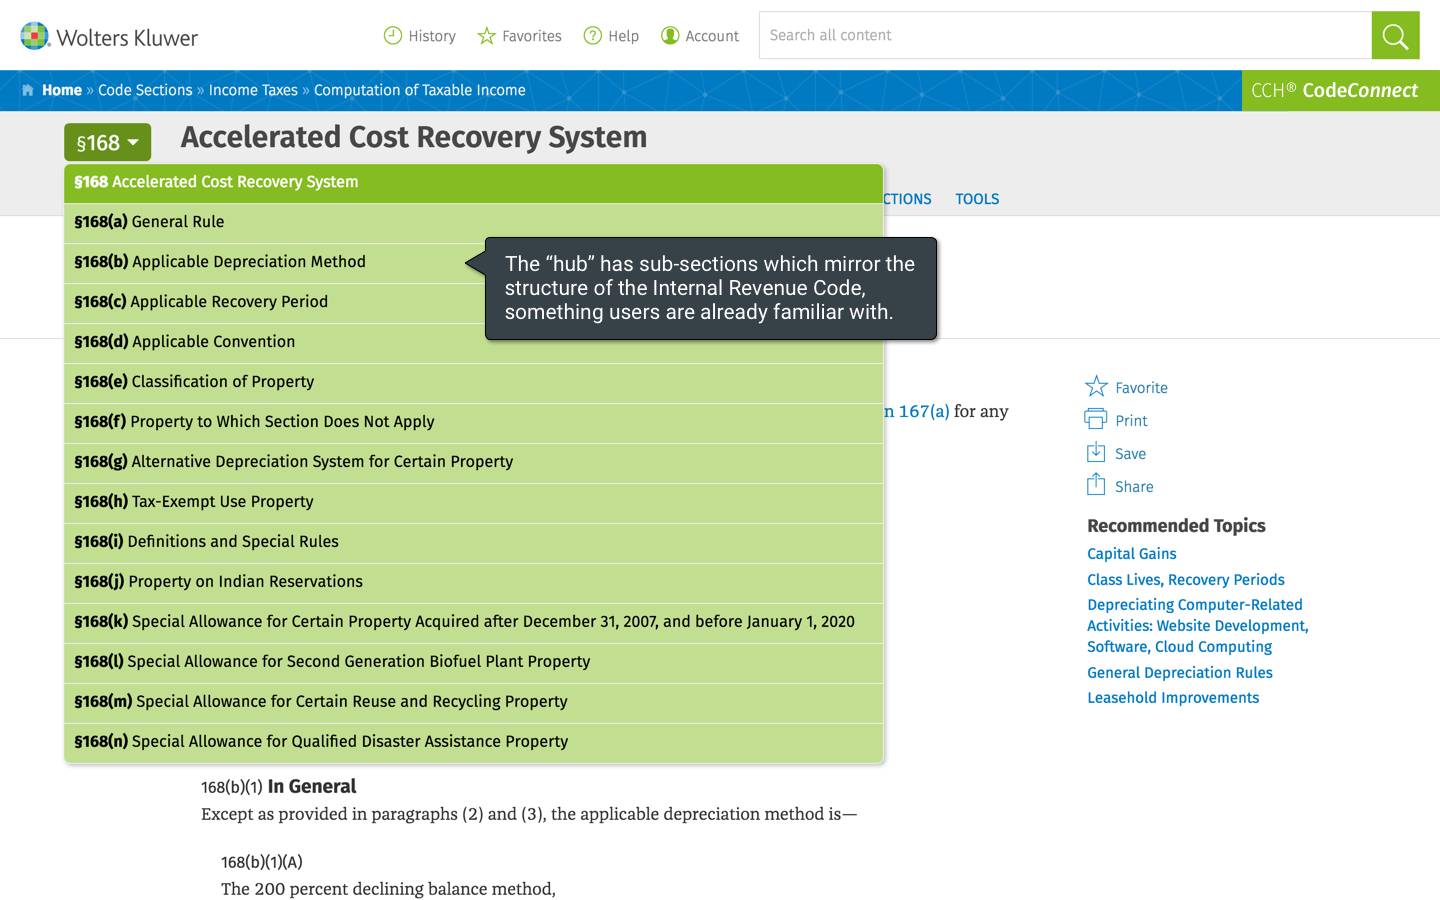 Wolters Kluwer
History
Favorites
Help
Account
Search all content
Home » Code Sections » Income Taxes » Computation of Taxable Income
CCH® CodeConnect
§168
Accelerated Cost Recovery System
§168 Accelerated Cost Recovery System
TOOLS
§168(a) General Rule
§168(b) Applicable Depreciation Method
The “hub” has sub-sections which mirror the
structure of the Internal Revenue Code,
something users are already familiar with.
§168(c) Applicable Recovery Period
§168(d) Applicable Convention
§168(e) Classification of Property
§168(f) Property to Which Section Does Not Apply
§168(g) Alternative Depreciation System for Certain Property
§168(h) Tax-Exempt Use Property
§168(i) Definitions and Special Rules
§168(j) Property on Indian Reservations
§168(k) Special Allowance for Certain Property Acquired after December 31, 2007, and before January 1, 2020
§168(l) Special Allowance for Second Generation Biofuel Plant Property
§168(m) Special Allowance for Certain Reuse and Recycling Property
§168(n) Special Allowance for Qualified Disaster Assistance Property
167(a) for any
168(b)(1) In General
Except as provided in paragraphs (2) and (3), the applicable depreciation method is—
168(b)(1)(A)
The 200 percent declining balance method,
Favorite
Print
Save
Share
Recommended Topics
Capital Gains
Class Lives, Recovery Periods
Depreciating Computer-Related
Activities: Website Development,
Software, Cloud Computing
General Depreciation Rules
Leasehold Improvements